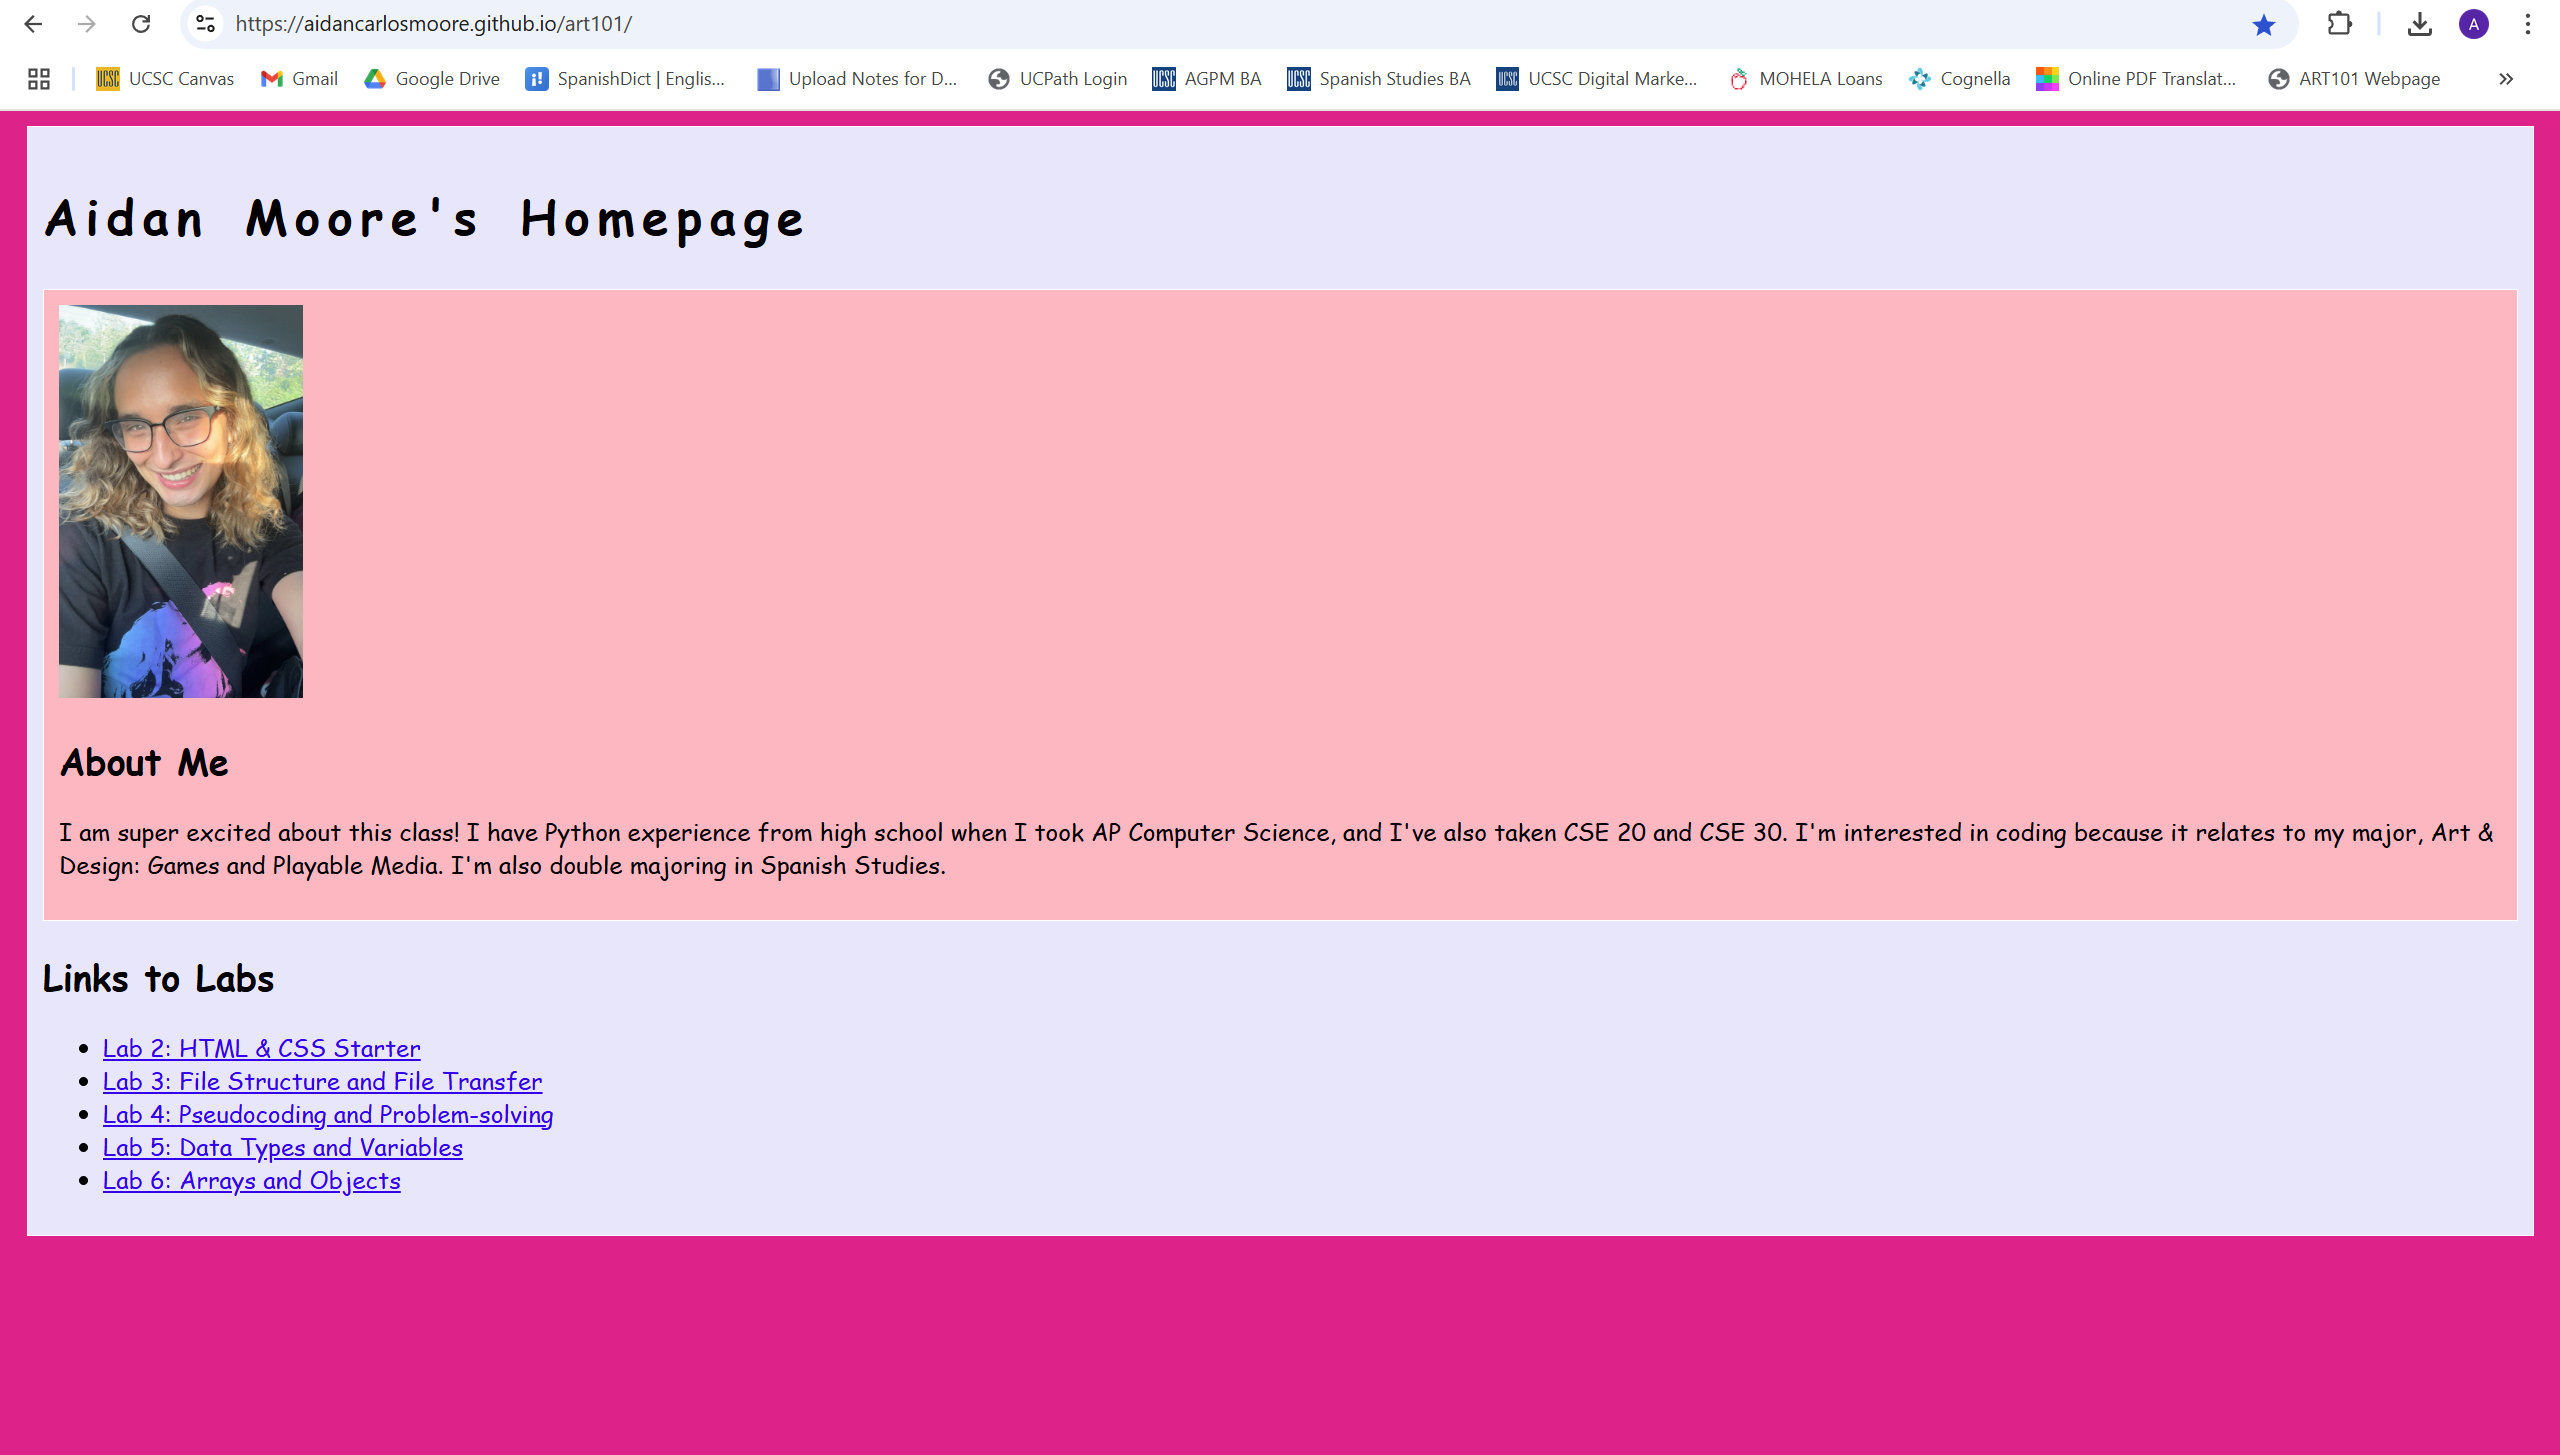 https://aidancarlosmoore.github.io/art101/
A
UCSC Canvas Gmail Google Drive SpanishDict | Englis... Upload Notes for D... UCPath Login UCSC AGPM BA UCSC Spanish Studies BA UCSC UCSC Digital Marke... MOHELA Loans Cognella Online PDF Translat... ART101 Webpage »
Aidan Moore's Homepage
About Me
I am super excited about this class! I have Python experience from high school when I took AP Computer Science, and I've also taken CSE 20 and CSE 30. I'm interested in coding because it relates to my major, Art &
Design: Games and Playable Media. I'm also double majoring in Spanish Studies.
Links to Labs
Lab 2: HTML & CSS Starter
Lab 3: File Structure and File Transfer
Lab 4: Pseudocoding and Problem-solving
Lab 5: Data Types and Variables
Lab 6: Arrays and Objects